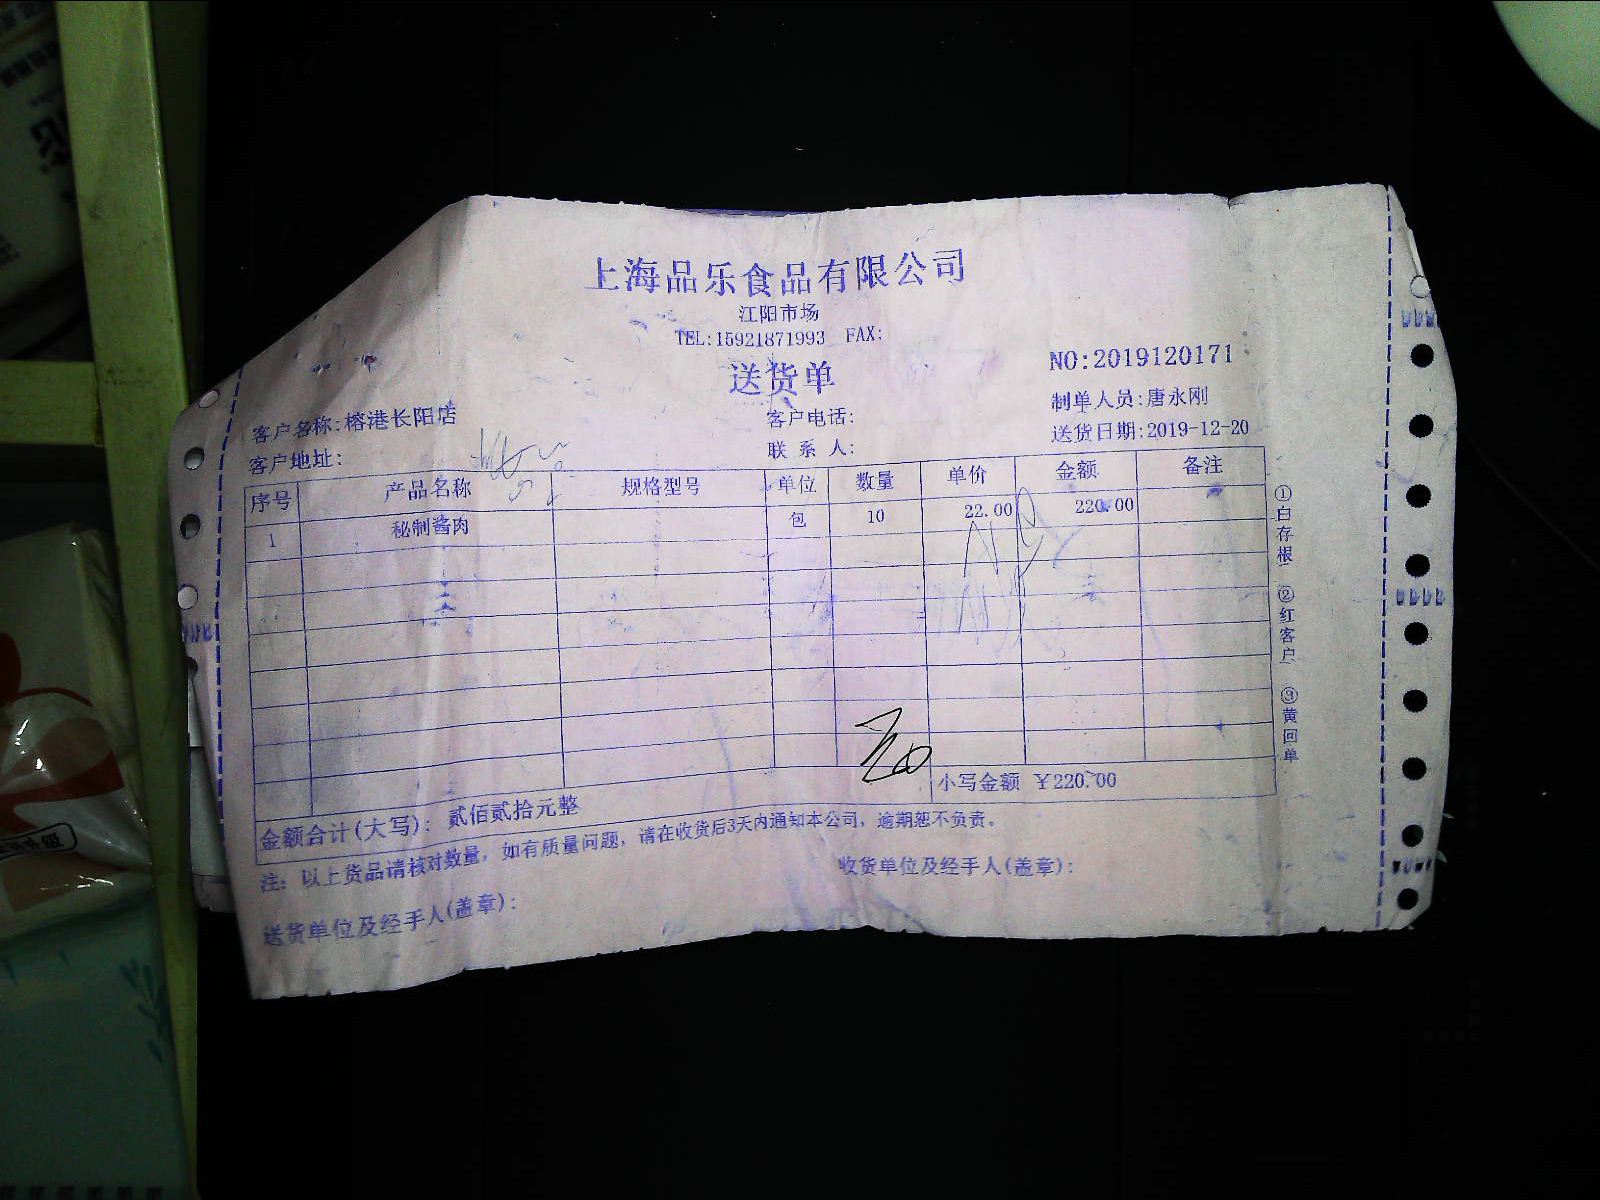 上海品乐食品有限公司
江阳市场
TEL:15921871993 FAX:
送货单
NO:2019120171
客户名称:榕港长阳店 客户电话: 制单人员:唐永刚
客户地址: 联系人: 送货日期:2019-12-20
序号 产品名称 规格型号 单位 数量 单价 金额 备注
1 秘制酱肉 包 10 22.00 220.00
金额合计(大写): 贰佰贰拾元整 小写金额 ￥220.00
注: 以上货品请核对数量, 如有质量问题, 请在收货后3天内通知本公司, 逾期恕不负责。
送货单位及经手人(盖章): 收货单位及经手人(盖章):
①白存根 ②红客户 ③黄回单